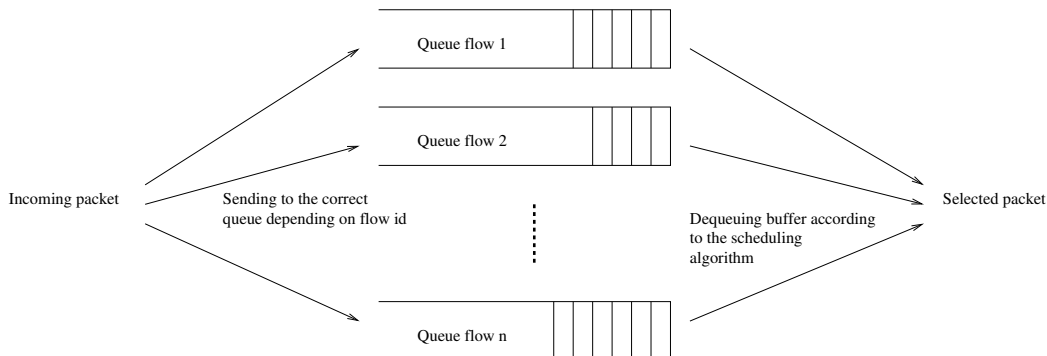 Queue flow 1
Queue flow 2
Incoming packet
Sending to the correct
queue depending on flow id
Selected packet
Dequeuing buffer according
to the scheduling
algorithm
Queue flow n